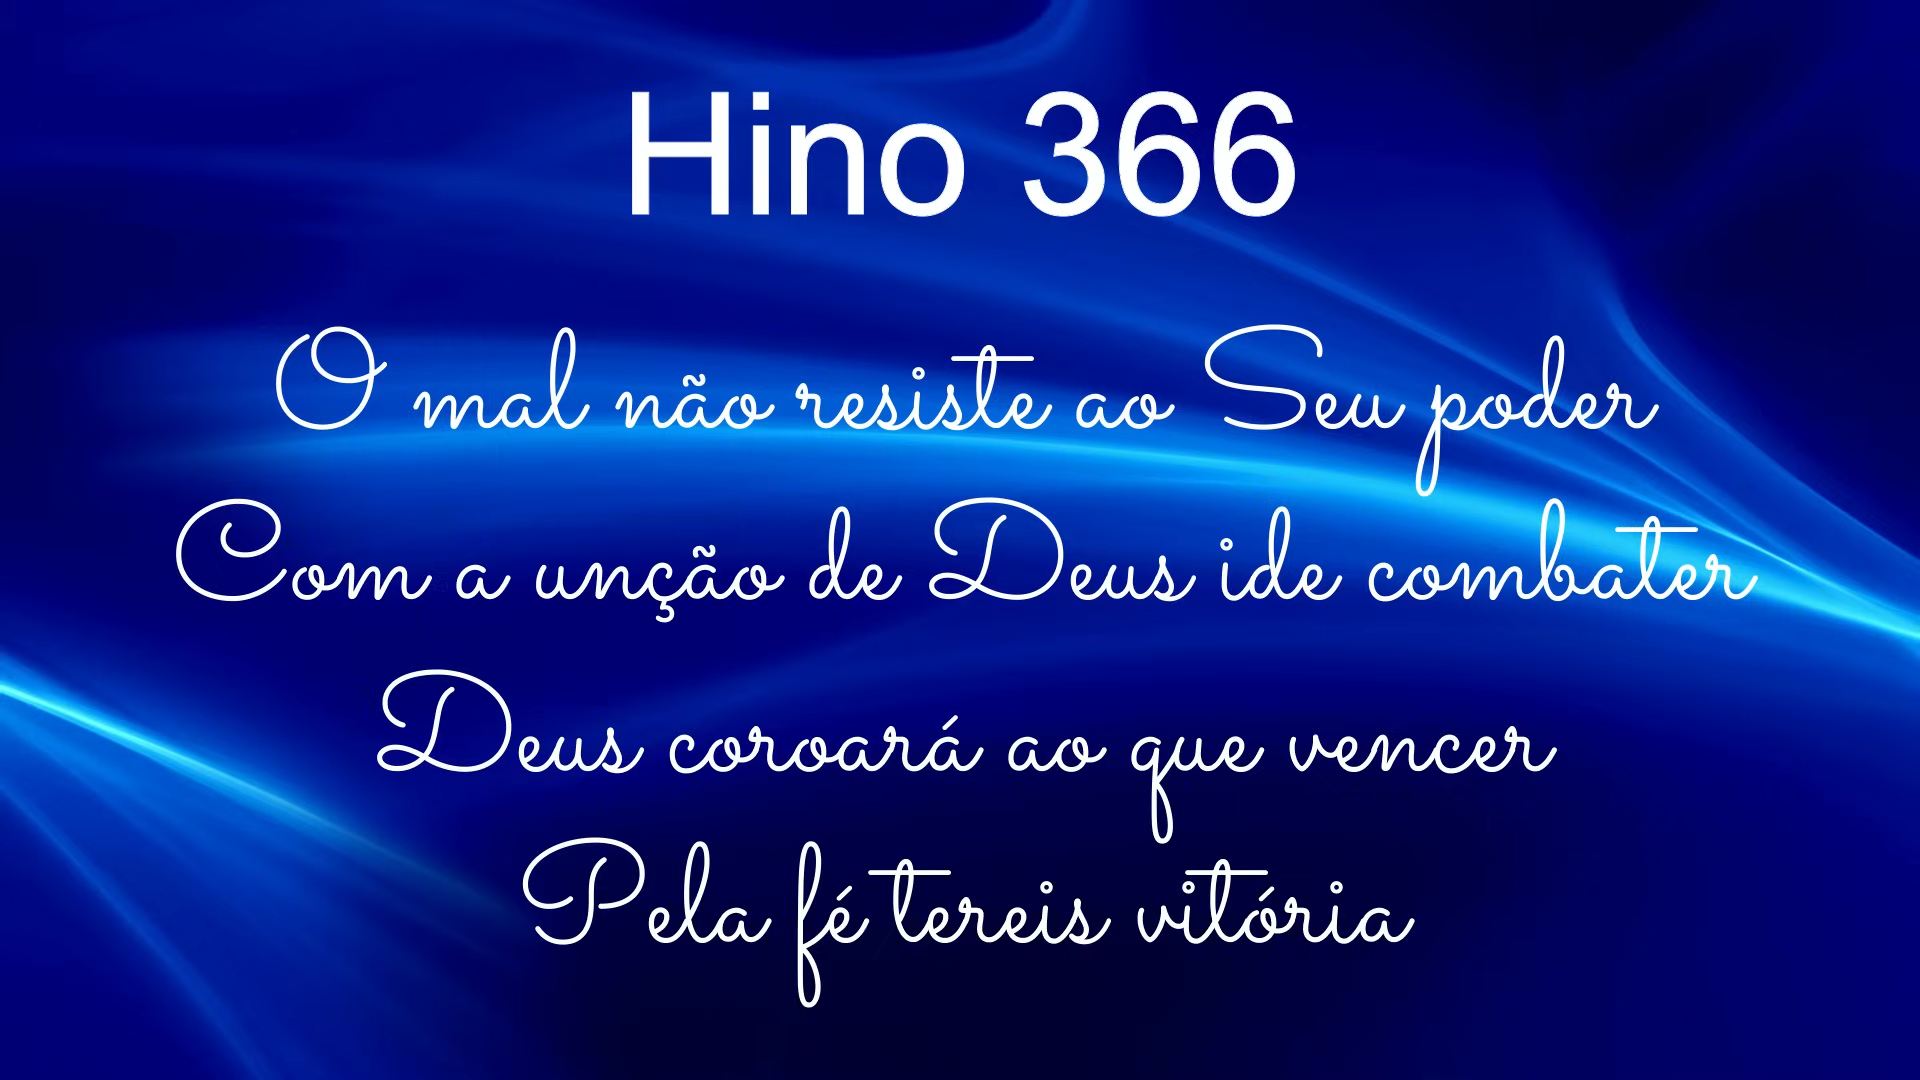 Hino 366
O mal não resiste ao Seu poder
Com a unção de Deus ide combater
Deus coroará ao que vencer
Pela fé tereis vitória